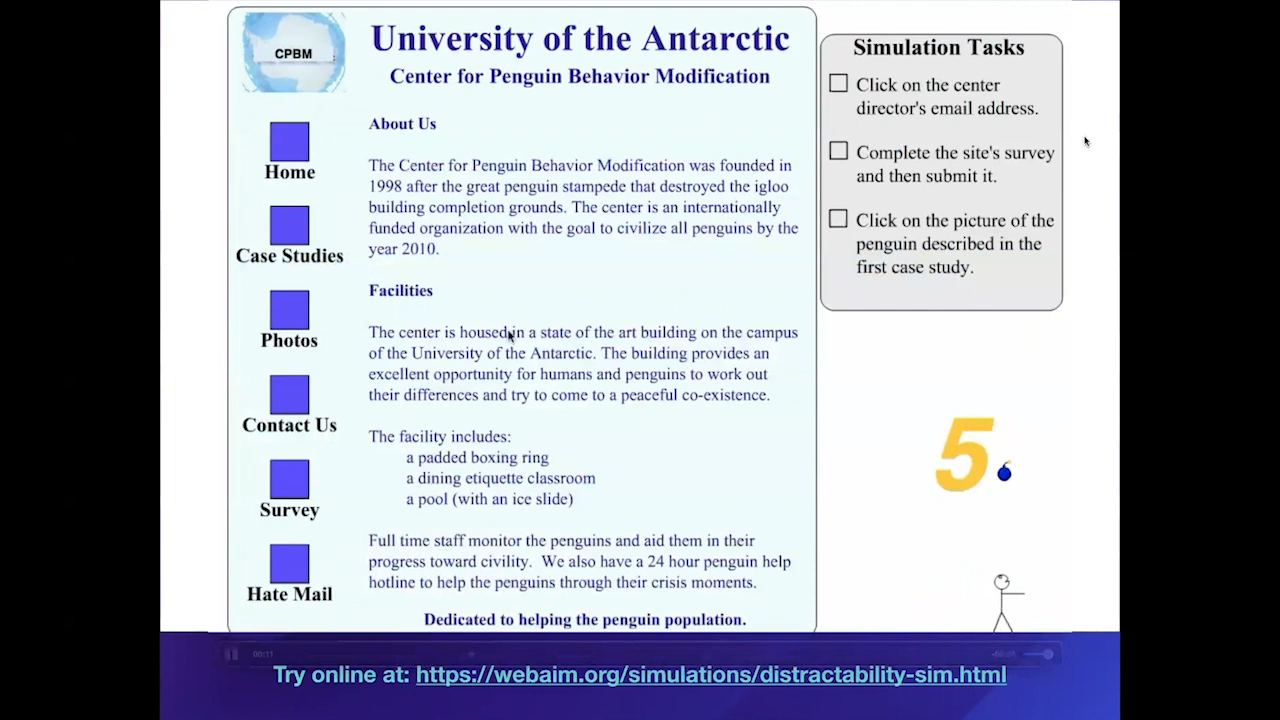 CPBM
University of the Antarctic
Center for Penguin Behavior Modification
Home
Case Studies
Photos
Contact Us
Survey
Hate Mail
About Us
The Center for Penguin Behavior Modification was founded in
1998 after the great penguin stampede that destroyed the igloo
building completion grounds. The center is an internationally
funded organization with the goal to civilize all penguins by the
year 2010.
Facilities
The center is housed in a state of the art building on the campus
of the University of the Antarctic. The building provides an
excellent opportunity for humans and penguins to work out
their differences and try to come to a peaceful co-existence.
The facility includes:
a padded boxing ring
a dining etiquette classroom
a pool (with an ice slide)
Full time staff monitor the penguins and aid them in their
progress toward civility. We also have a 24 hour penguin help
hotline to help the penguins through their crisis moments.
Dedicated to helping the penguin population.
Simulation Tasks
Click on the center
director's email address.
Complete the site's survey
and then submit it.
Click on the picture of the
penguin described in the
first case study.
5
00:11
Try online at: https://webaim.org/simulations/distractability-sim.html